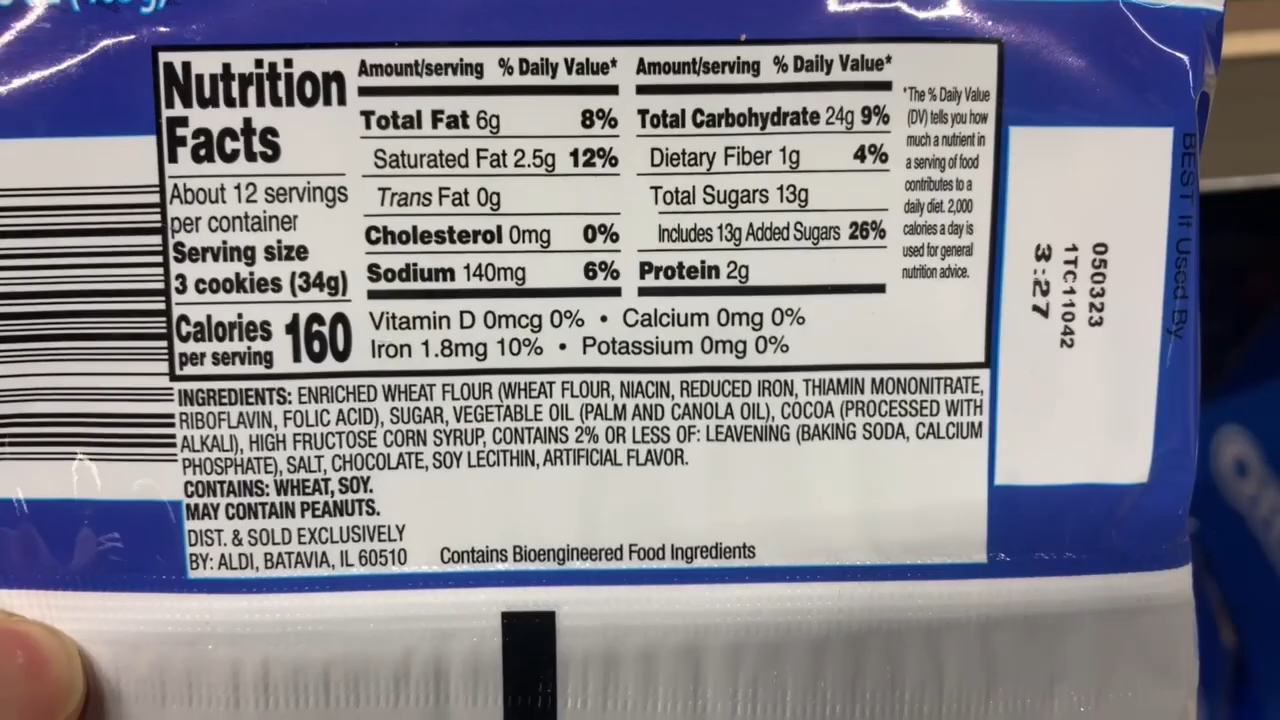 Nutrition
Facts
About 12 servings
per container
Serving size
3 cookies (34g)
Calories
per serving 160
Amount/serving % Daily Value*
Total Fat 6g 8%
Saturated Fat 2.5g 12%
Trans Fat 0g
Cholesterol 0mg 0%
Sodium 140mg 6%
Amount/serving % Daily Value*
Total Carbohydrate 24g 9%
Dietary Fiber 1g 4%
Total Sugars 13g
Includes 13g Added Sugars 26%
Protein 2g
*The % Daily Value
(DV) tells you how
much a nutrient in
a serving of food
contributes to a
daily diet. 2,000
calories a day is
used for general
nutrition advice.
Vitamin D 0mcg 0% • Calcium 0mg 0%
Iron 1.8mg 10% • Potassium 0mg 0%
INGREDIENTS: ENRICHED WHEAT FLOUR (WHEAT FLOUR, NIACIN, REDUCED IRON, THIAMIN MONONITRATE,
RIBOFLAVIN, FOLIC ACID), SUGAR, VEGETABLE OIL (PALM AND CANOLA OIL), COCOA (PROCESSED WITH
ALKALI), HIGH FRUCTOSE CORN SYRUP, CONTAINS 2% OR LESS OF: LEAVENING (BAKING SODA, CALCIUM
PHOSPHATE), SALT, CHOCOLATE, SOY LECITHIN, ARTIFICIAL FLAVOR.
CONTAINS: WHEAT, SOY.
MAY CONTAIN PEANUTS.
DIST. & SOLD EXCLUSIVELY
BY: ALDI, BATAVIA, IL 60510
Contains Bioengineered Food Ingredients
BEST If Used By
050323
1TC11042
3:27